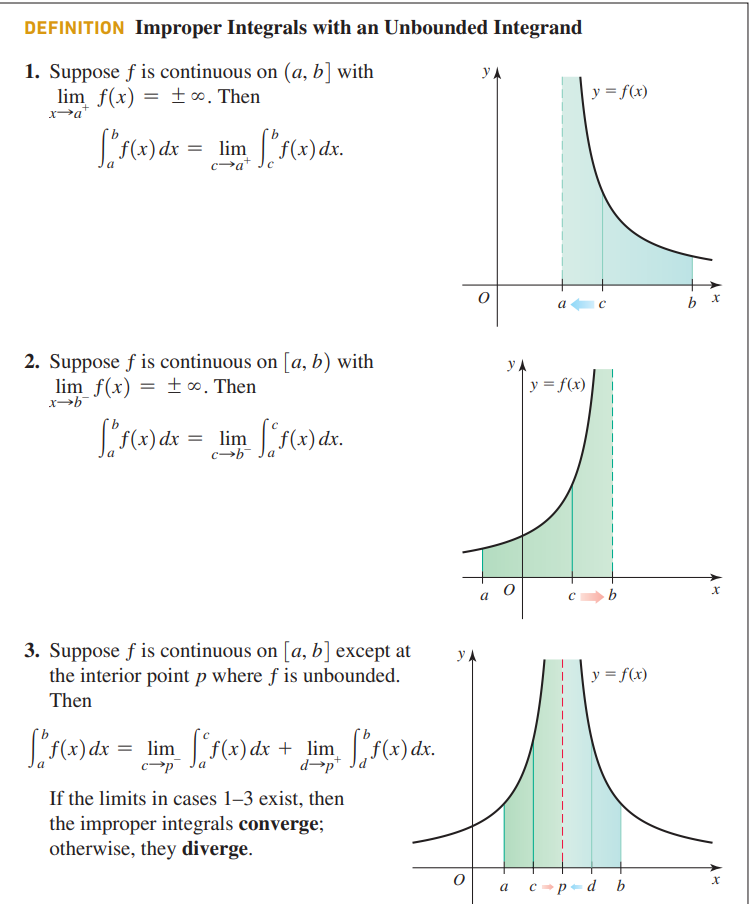 DEFINITION Improper Integrals with an Unbounded Integrand
1. Suppose f is continuous on (a, b] with
lim_{x→a⁺} f(x) = ±∞. Then
∫_a^b f(x) dx = lim_{c→a⁺} ∫_c^b f(x) dx.
y
y = f(x)
O
a
c
b
x
2. Suppose f is continuous on [a, b) with
lim_{x→b⁻} f(x) = ±∞. Then
∫_a^b f(x) dx = lim_{c→b⁻} ∫_a^c f(x) dx.
y
y = f(x)
a
O
c
b
x
3. Suppose f is continuous on [a, b] except at
the interior point p where f is unbounded.
Then
∫_a^b f(x) dx = lim_{c→p⁻} ∫_a^c f(x) dx + lim_{d→p⁺} ∫_d^b f(x) dx.
If the limits in cases 1–3 exist, then
the improper integrals converge;
otherwise, they diverge.
y
y = f(x)
O
a
c
p
d
b
x